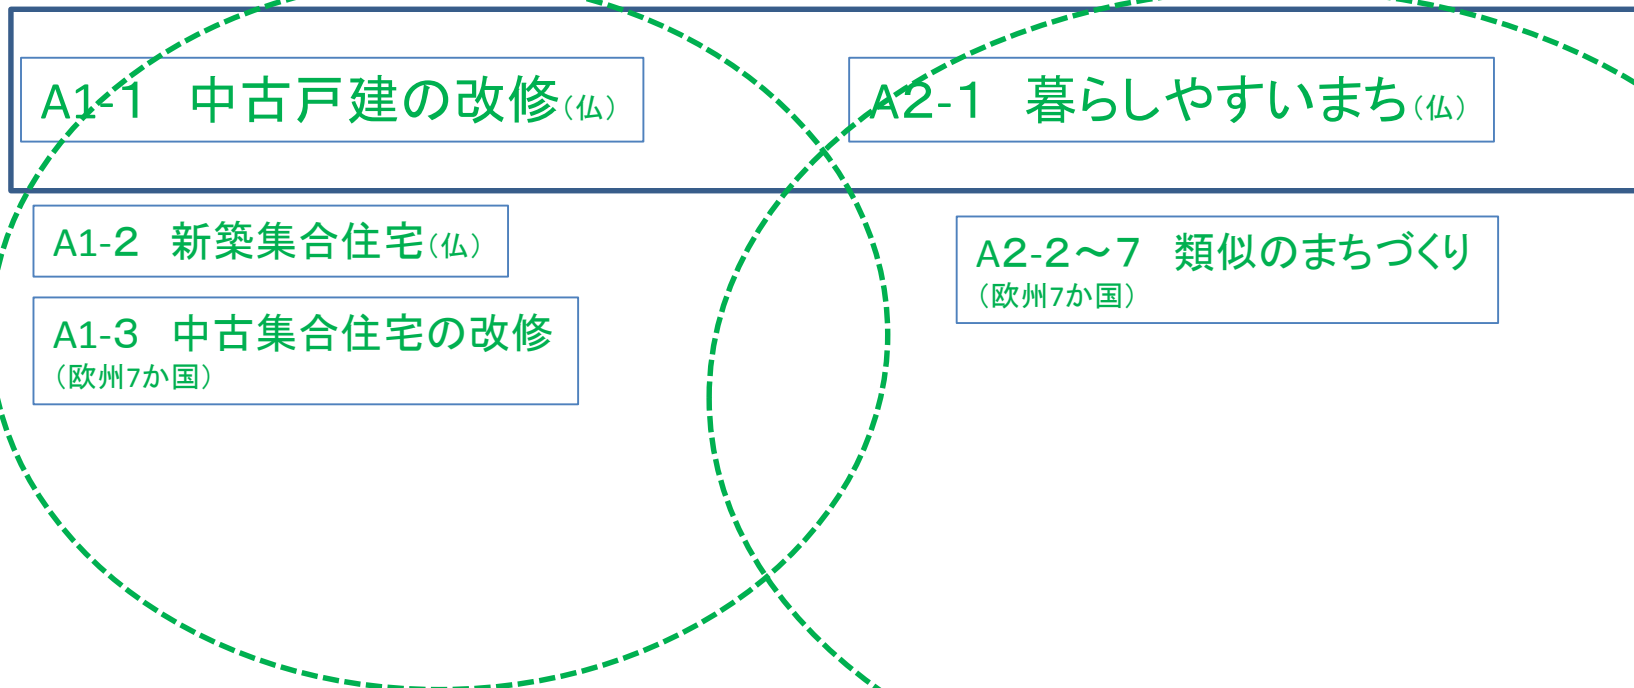 A1-1　中古戸建の改修（仏）
A2-1　暮らしやすいまち（仏）
A1-2　新築集合住宅（仏）
A1-3　中古集合住宅の改修
（欧州7か国）
A2-2～7　類似のまちづくり
（欧州7か国）